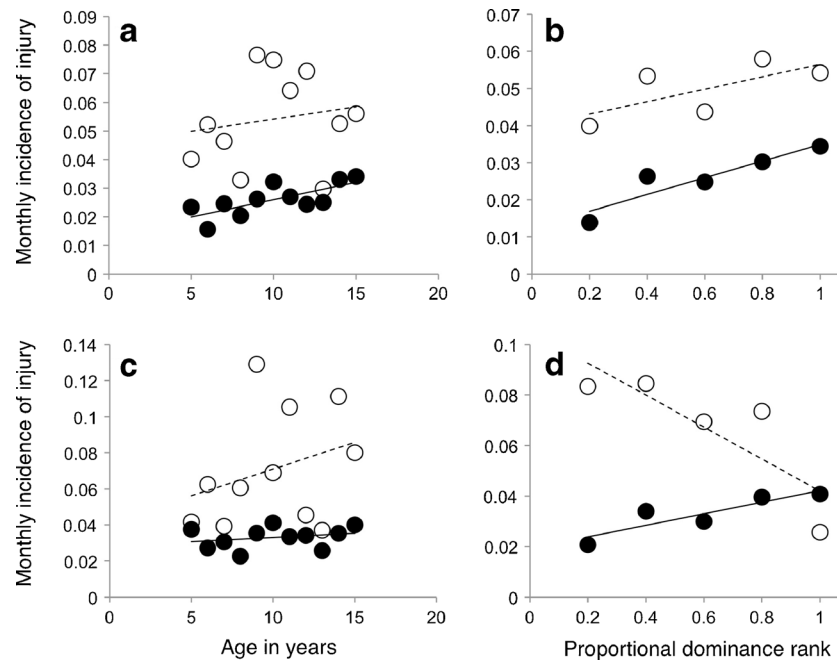 a
Monthly incidence of injury
0.09
0.08
0.07
0.06
0.05
0.04
0.03
0.02
0.01
0
0 5 10 15 20
b
0.07
0.06
0.05
0.04
0.03
0.02
0.01
0
0 0.2 0.4 0.6 0.8 1
c
Monthly incidence of injury
0.14
0.12
0.1
0.08
0.06
0.04
0.02
0
0 5 10 15 20
Age in years
d
0.1
0.08
0.06
0.04
0.02
0
0 0.2 0.4 0.6 0.8 1
Proportional dominance rank